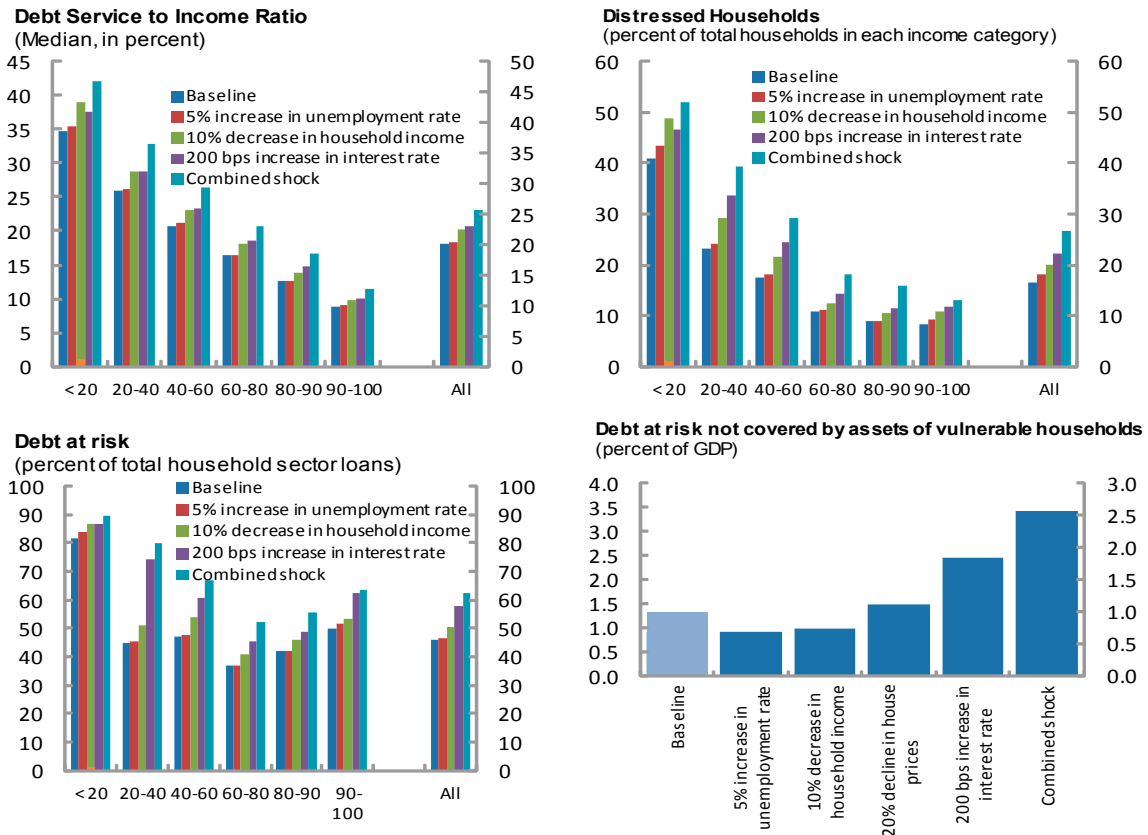 Debt Service to Income Ratio
(Median, in percent)
45
40
35
30
25
20
15
10
5
0
50
45
40
35
30
25
20
15
10
5
0
Baseline
5% increase in unemployment rate
10% decrease in household income
200 bps increase in interest rate
Combined shock
<20 20-40 40-60 60-80 80-90 90-100 All
Distressed Households
(percent of total households in each income category)
60
50
40
30
20
10
0
60
50
40
30
20
10
0
Baseline
5% increase in unemployment rate
10% decrease in household income
200 bps increase in interest rate
Combined shock
<20 20-40 40-60 60-80 80-90 90-100 All
Debt at risk
(percent of total household sector loans)
100
90
80
70
60
50
40
30
20
10
0
100
90
80
70
60
50
40
30
20
10
0
Baseline
5% increase in unemployment rate
10% decrease in household income
200 bps increase in interest rate
Combined shock
<20 20-40 40-60 60-80 80-90 90- All
100
Debt at risk not covered by assets of vulnerable households
(percent of GDP)
4.0
3.5
3.0
2.5
2.0
1.5
1.0
0.5
0.0
3.0
2.5
2.0
1.5
1.0
0.5
0.0
Baseline
5% increase in
unemployment rate
10% decrease in
household income
20% decline in house
prices
200 bps increase in
interest rate
Combined shock